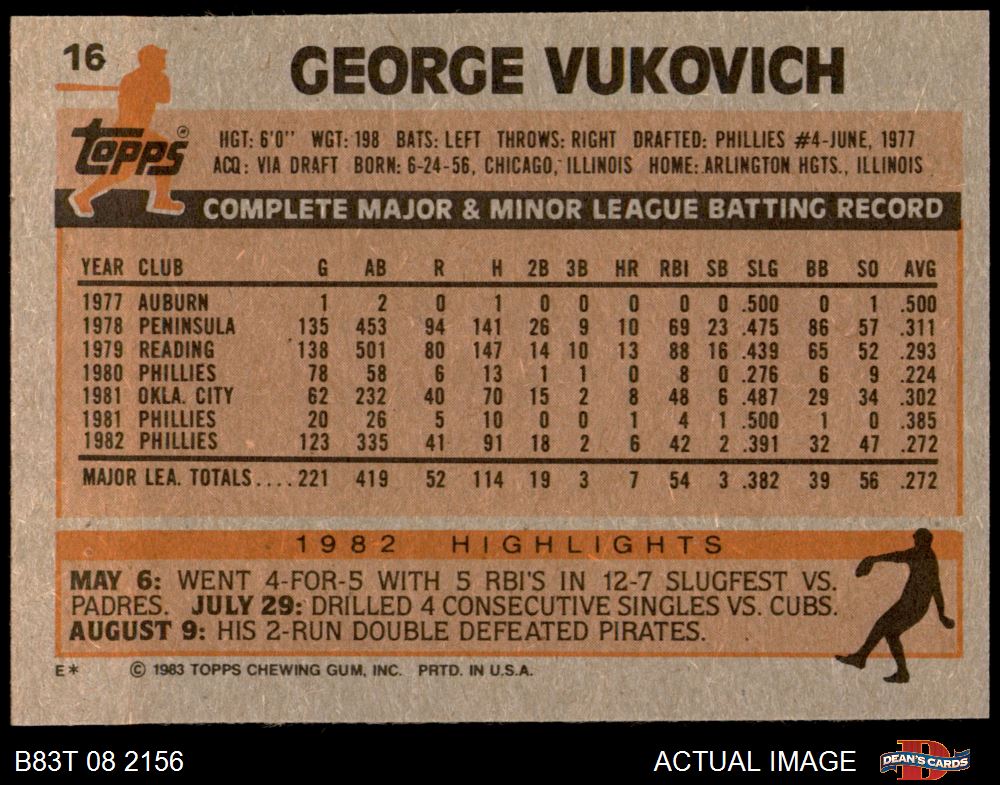 16
GEORGE VUKOVICH
topps®
HGT: 6'0'' WGT: 198 BATS: LEFT THROWS: RIGHT DRAFTED: PHILLIES #4-JUNE, 1977
ACQ: VIA DRAFT BORN: 6-24-56, CHICAGO, ILLINOIS HOME: ARLINGTON HGTS., ILLINOIS
COMPLETE MAJOR & MINOR LEAGUE BATTING RECORD
YEAR CLUB G AB R H 2B 3B HR RBI SB SLG BB SO AVG
1977 AUBURN 1 2 0 1 0 0 0 0 0 .500 0 1 .500
1978 PENINSULA 135 453 94 141 26 9 10 69 23 .475 86 57 .311
1979 READING 138 501 80 147 14 10 13 88 16 .439 65 52 .293
1980 PHILLIES 78 58 6 13 1 1 0 8 0 .276 6 9 .224
1981 OKLA. CITY 62 232 40 70 15 2 8 48 6 .487 29 34 .302
1981 PHILLIES 20 26 5 10 0 0 1 4 1 .500 1 0 .385
1982 PHILLIES 123 335 41 91 18 2 6 42 2 .391 32 47 .272
MAJOR LEA. TOTALS.... 221 419 52 114 19 3 7 54 3 .382 39 56 .272
1982 HIGHLIGHTS
MAY 6: WENT 4-FOR-5 WITH 5 RBI'S IN 12-7 SLUGFEST VS.
PADRES. JULY 29: DRILLED 4 CONSECUTIVE SINGLES VS. CUBS.
AUGUST 9: HIS 2-RUN DOUBLE DEFEATED PIRATES.
E* © 1983 TOPPS CHEWING GUM, INC. PRTD. IN U.S.A.
B83T 08 2156 ACTUAL IMAGE D DEAN'S CARDS